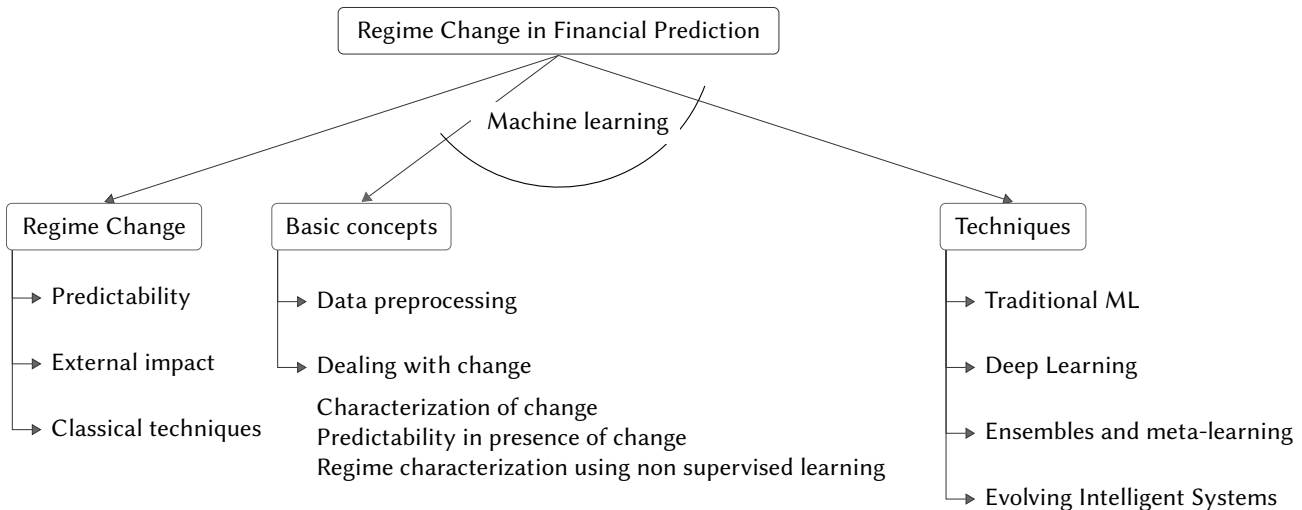 Regime Change in Financial Prediction
Machine learning
Regime Change
Predictability
External impact
Classical techniques
Basic concepts
Data preprocessing
Dealing with change
Characterization of change
Predictability in presence of change
Regime characterization using non supervised learning
Techniques
Traditional ML
Deep Learning
Ensembles and meta-learning
Evolving Intelligent Systems